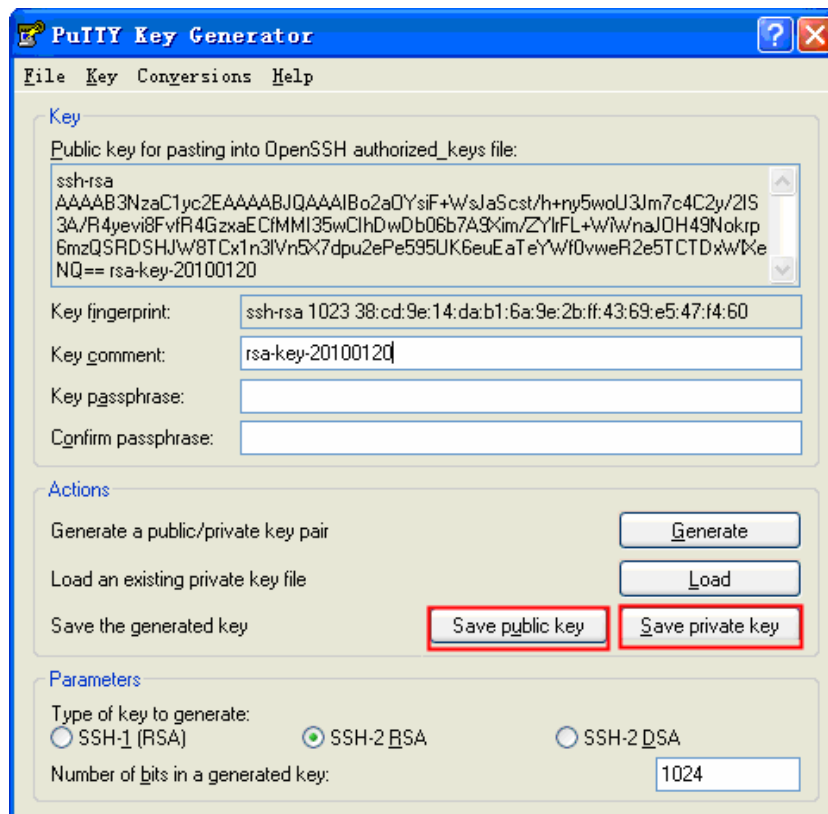 PuTTY Key Generator
File Key Conversions Help
Key
Public key for pasting into OpenSSH authorized_keys file:
ssh-rsa
AAAAB3NzaC1yc2EAAAABJQAAAIBo2aOYsiF+WsJaScst/h+ny5woU3Jm7c4C2y/2lS
3A/R4yevi8FvfR4GzxaECfMMI35wClhDwDb06b7A9Xim/ZYlrFL+WiWnaJOH49Nokrp
6mzQSRDSHJW8TCx1n3lVn5X7dpu2ePe595UK6euEaTeYWf0vweR2e5TCTDxWlXe
NQ== rsa-key-20100120
Key fingerprint: ssh-rsa 1023 38:cd:9e:14:da:b1:6a:9e:2b:ff:43:69:e5:47:f4:60
Key comment: rsa-key-20100120
Key passphrase:
Confirm passphrase:
Actions
Generate a public/private key pair Generate
Load an existing private key file Load
Save the generated key Save public key Save private key
Parameters
Type of key to generate:
SSH-1 (RSA) SSH-2 RSA SSH-2 DSA
Number of bits in a generated key: 1024